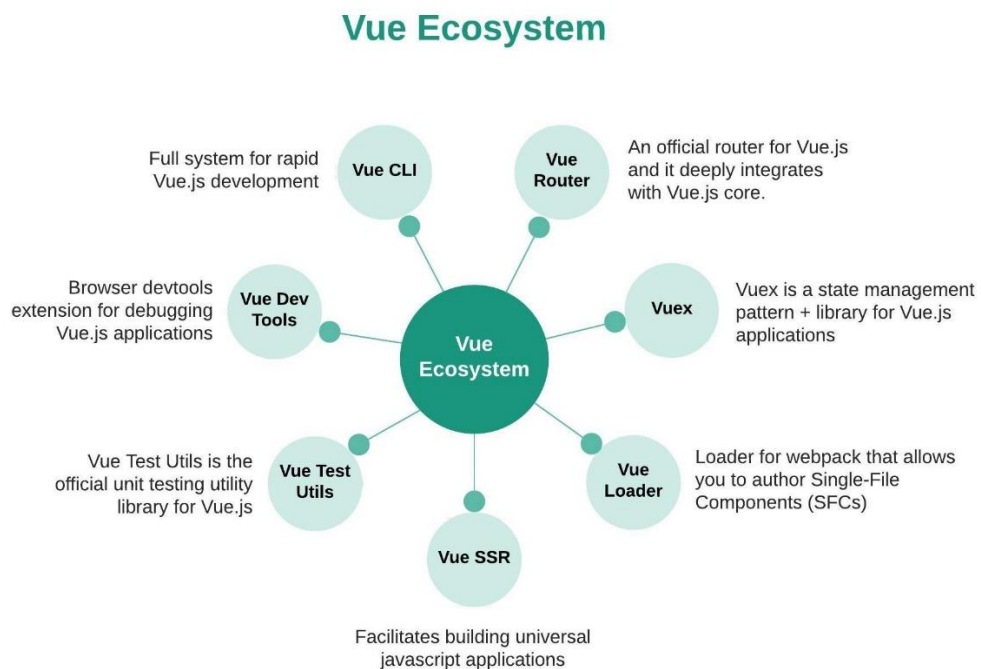 Vue Ecosystem
Vue CLI
Full system for rapid
Vue.js development
Vue
Router
An official router for Vue.js
and it deeply integrates
with Vue.js core.
Vue Dev
Tools
Browser devtools
extension for debugging
Vue.js applications
Vuex
Vuex is a state management
pattern + library for Vue.js
applications
Vue
Ecosystem
Vue Test
Utils
Vue Test Utils is the
official unit testing utility
library for Vue.js
Vue
Loader
Loader for webpack that allows
you to author Single-File
Components (SFCs)
Vue SSR
Facilitates building universal
javascript applications